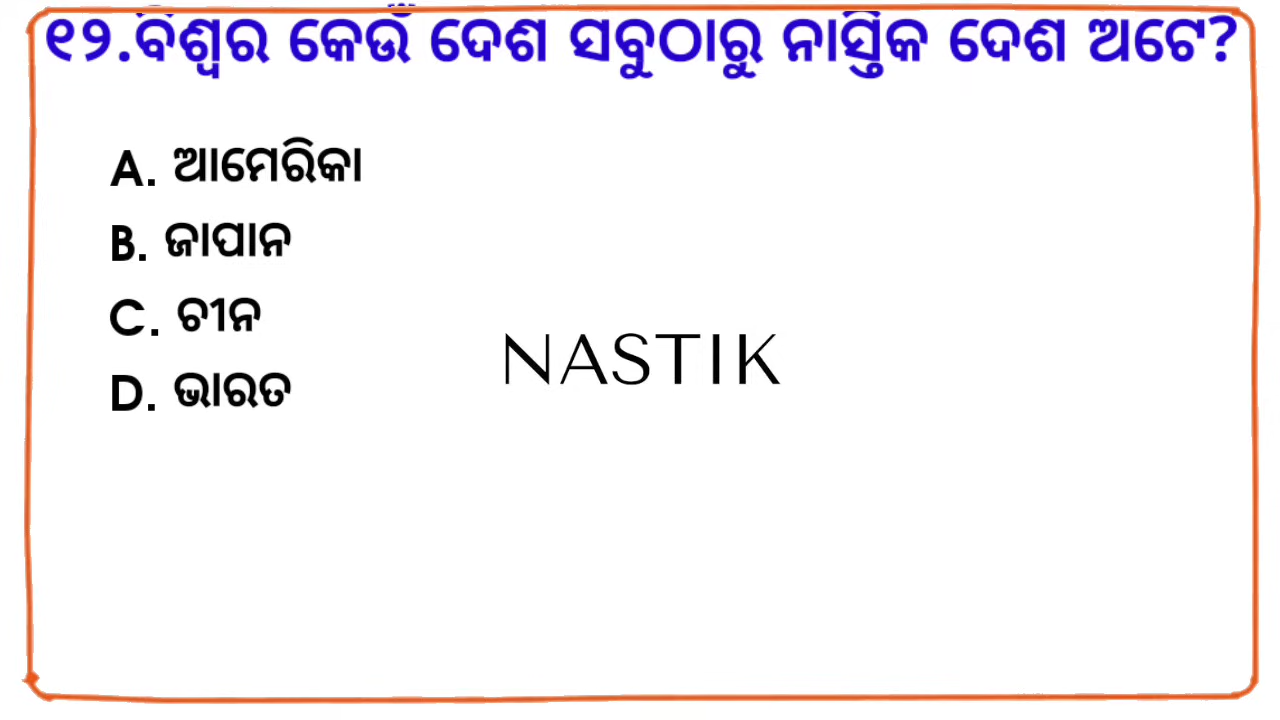 ୧୨.ବିଶ୍ୱର କେଉଁ ଦେଶ ସବୁଠାରୁ ନାସ୍ତିକ ଦେଶ ଅଟେ?
A. ଆମେରିକା
B. ଜାପାନ
C. ଚୀନ
NASTIK
D. ଭାରତ